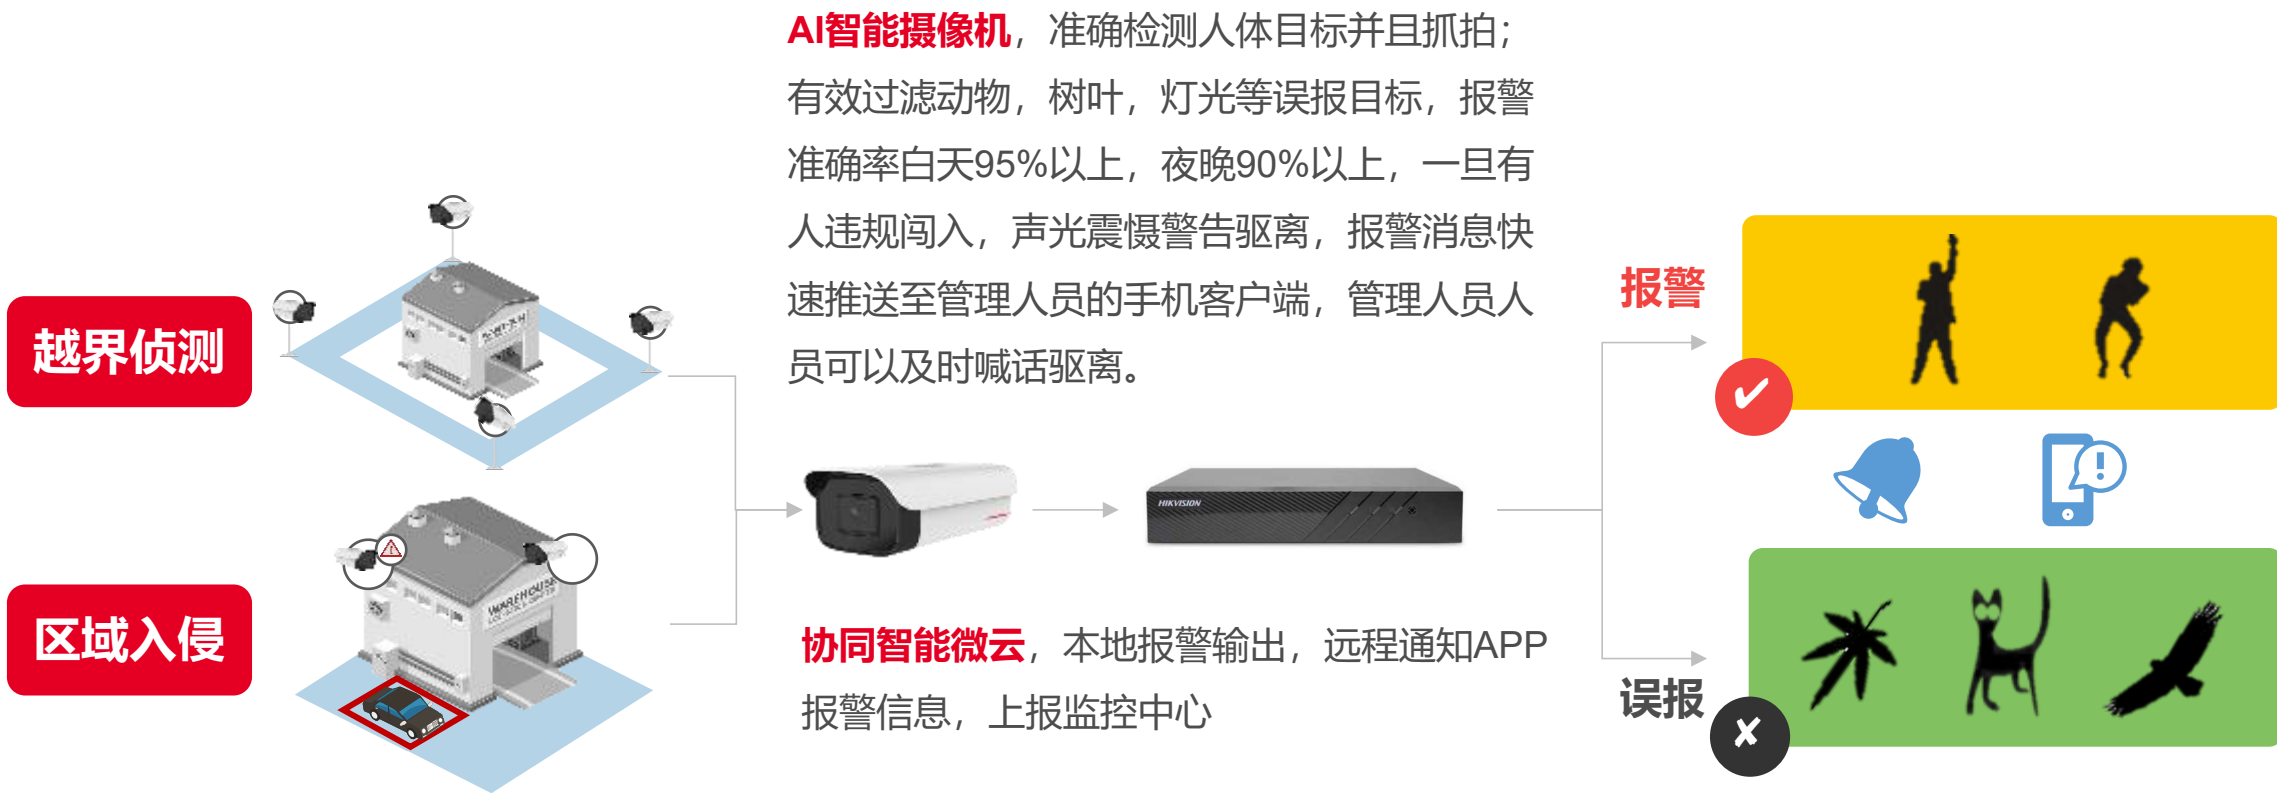 AI智能摄像机，准确检测人体目标并且抓拍；
有效过滤动物，树叶，灯光等误报目标，报警
准确率白天95%以上，夜晚90%以上，一旦有
人违规闯入，声光震慑警告驱离，报警消息快
速推送至管理人员的手机客户端，管理人员人
员可以及时喊话驱离。
越界侦测
报警
HIKVISION
WAREHOUSE
区域入侵
协同智能微云，本地报警输出，远程通知APP
报警信息，上报监控中心
误报